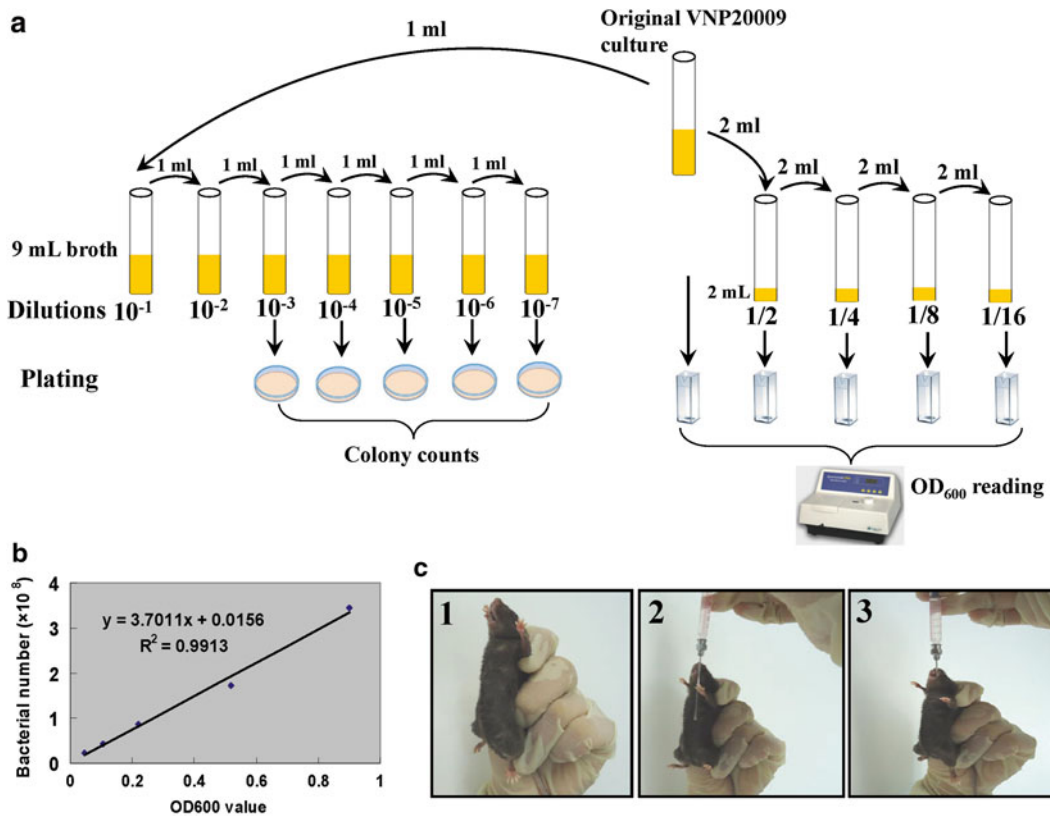 a
Original VNP20009
culture
1 ml
2 ml
1 ml 1 ml 1 ml 1 ml 1 ml 1 ml
2 ml 2 ml 2 ml
9 mL broth
2 mL
Dilutions 10⁻¹ 10⁻² 10⁻³ 10⁻⁴ 10⁻⁵ 10⁻⁶ 10⁻⁷
1/2 1/4 1/8 1/16
Plating
Colony counts
OD₆₀₀ reading
b
Bacterial number (×10⁸)
4
3
2
1
0
y = 3.7011x + 0.0156
R² = 0.9913
0 0.2 0.4 0.6 0.8 1
OD600 value
c
1 2 3